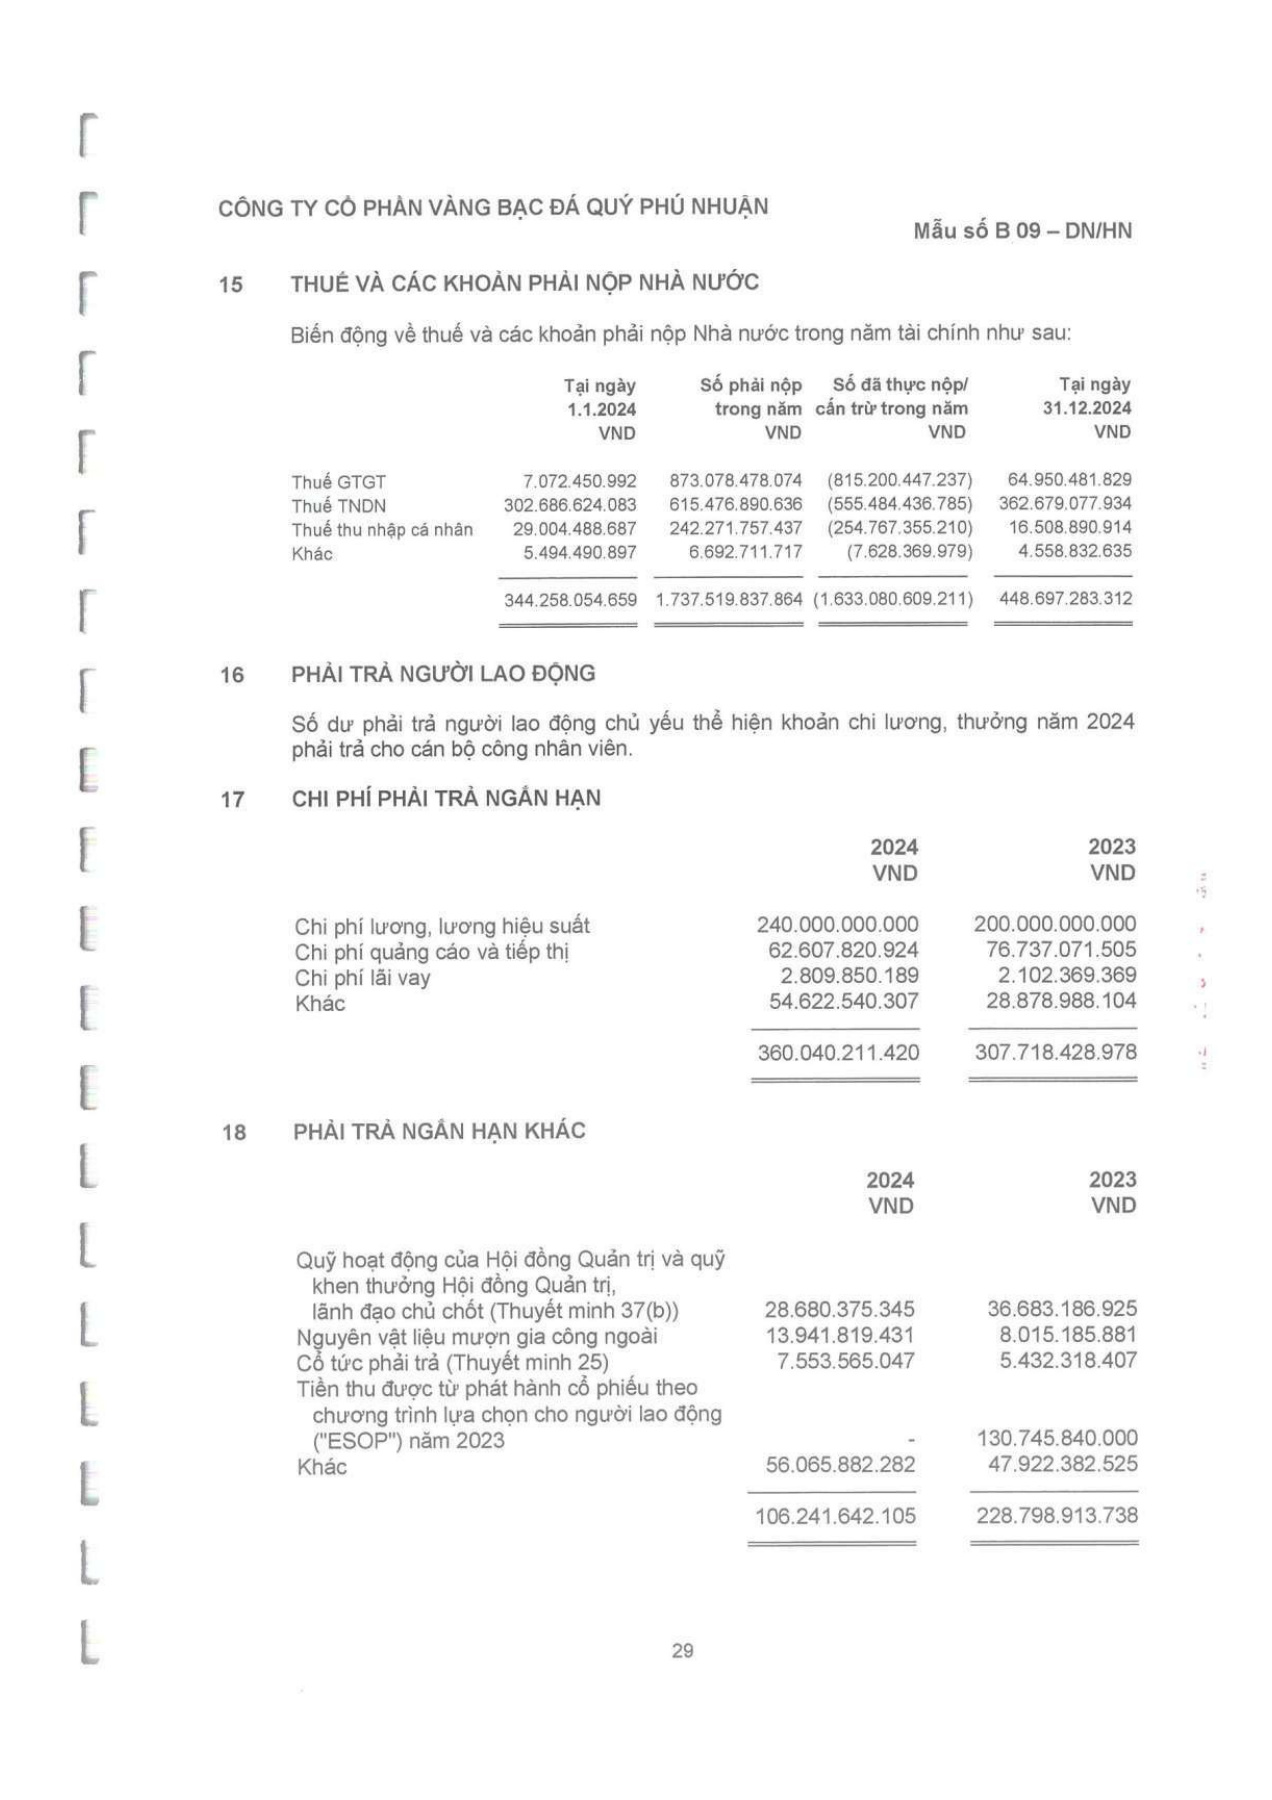 CÔNG TY CỔ PHẦN VÀNG BẠC ĐÁ QUÝ PHÚ NHUẬN
Mẫu số B 09 – DN/HN
15 THUẾ VÀ CÁC KHOẢN PHẢI NỘP NHÀ NƯỚC
Biến động về thuế và các khoản phải nộp Nhà nước trong năm tài chính như sau:
Tại ngày Số phải nộp Số đã thực nộp/ Tại ngày
1.1.2024 trong năm cấn trừ trong năm 31.12.2024
VND VND VND VND
Thuế GTGT 7.072.450.992 873.078.478.074 (815.200.447.237) 64.950.481.829
Thuế TNDN 302.686.624.083 615.476.890.636 (555.484.436.785) 362.679.077.934
Thuế thu nhập cá nhân 29.004.488.687 242.271.757.437 (254.767.355.210) 16.508.890.914
Khác 5.494.490.897 6.692.711.717 (7.628.369.979) 4.558.832.635
344.258.054.659 1.737.519.837.864 (1.633.080.609.211) 448.697.283.312
16 PHẢI TRẢ NGƯỜI LAO ĐỘNG
Số dư phải trả người lao động chủ yếu thể hiện khoản chi lương, thưởng năm 2024
phải trả cho cán bộ công nhân viên.
17 CHI PHÍ PHẢI TRẢ NGẮN HẠN
2024 2023
VND VND
Chi phí lương, lương hiệu suất 240.000.000.000 200.000.000.000
Chi phí quảng cáo và tiếp thị 62.607.820.924 76.737.071.505
Chi phí lãi vay 2.809.850.189 2.102.369.369
Khác 54.622.540.307 28.878.988.104
360.040.211.420 307.718.428.978
18 PHẢI TRẢ NGẮN HẠN KHÁC
2024 2023
VND VND
Quỹ hoạt động của Hội đồng Quản trị và quỹ
khen thưởng Hội đồng Quản trị,
lãnh đạo chủ chốt (Thuyết minh 37(b)) 28.680.375.345 36.683.186.925
Nguyên vật liệu mượn gia công ngoài 13.941.819.431 8.015.185.881
Cổ tức phải trả (Thuyết minh 25) 7.553.565.047 5.432.318.407
Tiền thu được từ phát hành cổ phiếu theo
chương trình lựa chọn cho người lao động
("ESOP") năm 2023 - 130.745.840.000
Khác 56.065.882.282 47.922.382.525
106.241.642.105 228.798.913.738
29